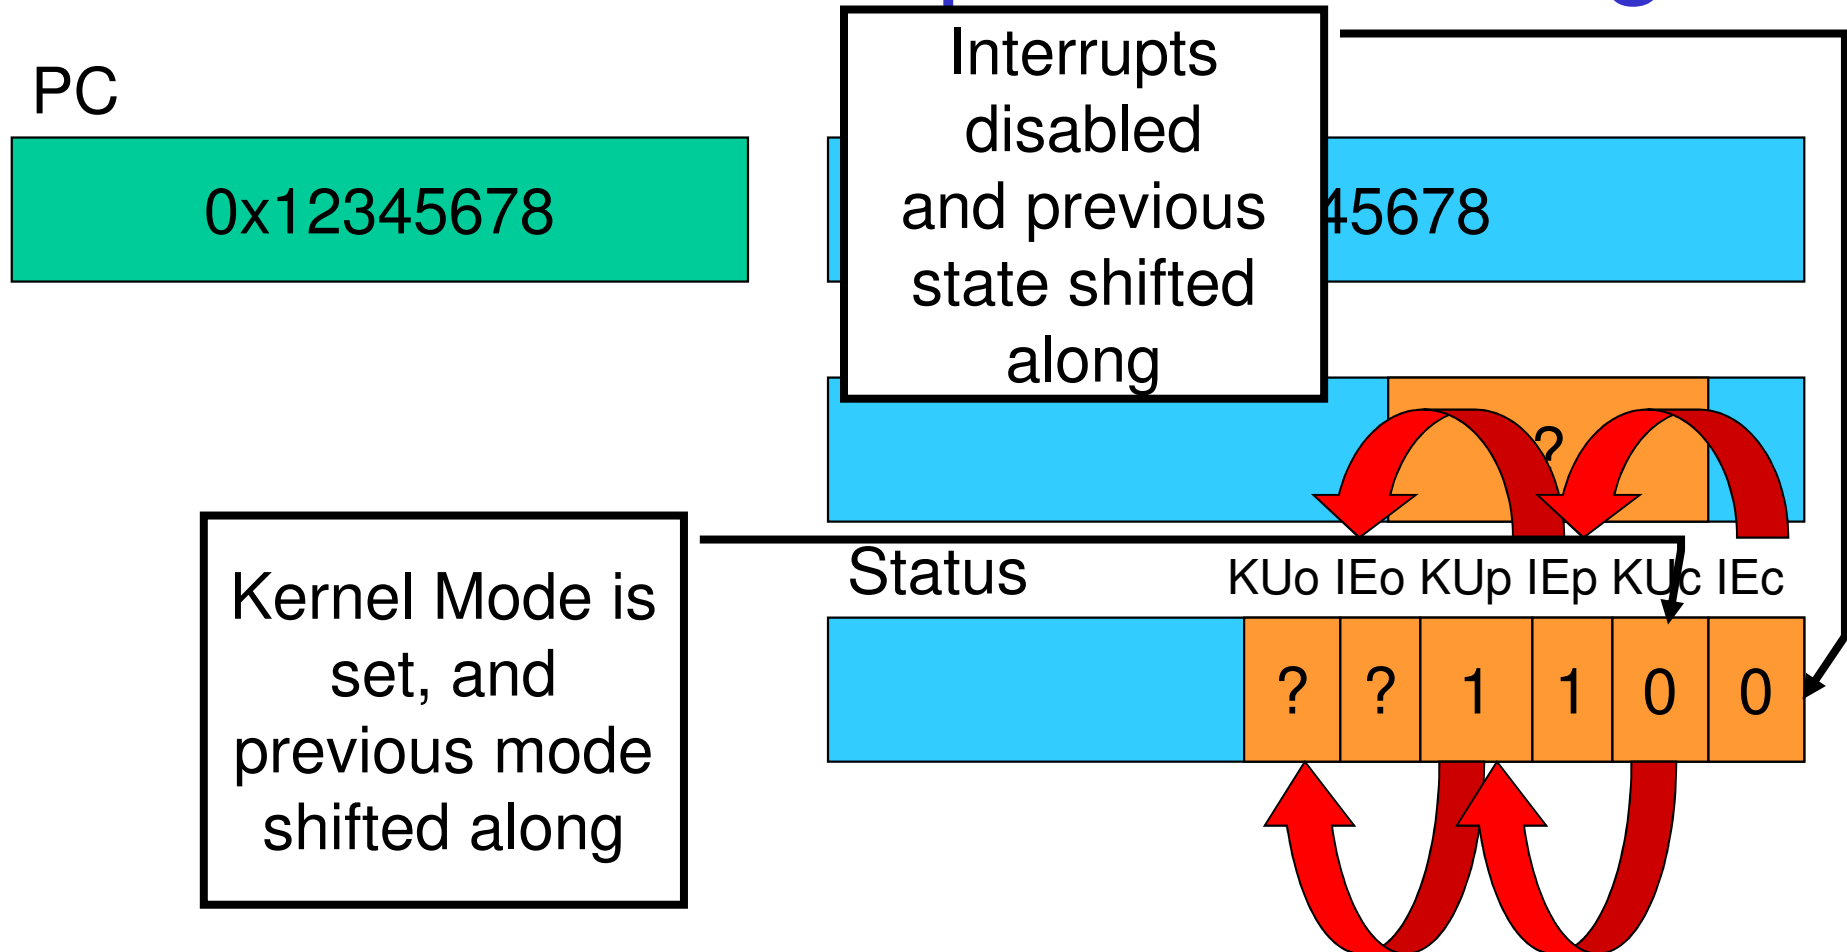 PC
Interrupts
disabled
and previous
state shifted
along
0x12345678
45678
?
Kernel Mode is
set, and
previous mode
shifted along
Status
KUo IEo KUp IEp KUc IEc
? ? 1 1 0 0